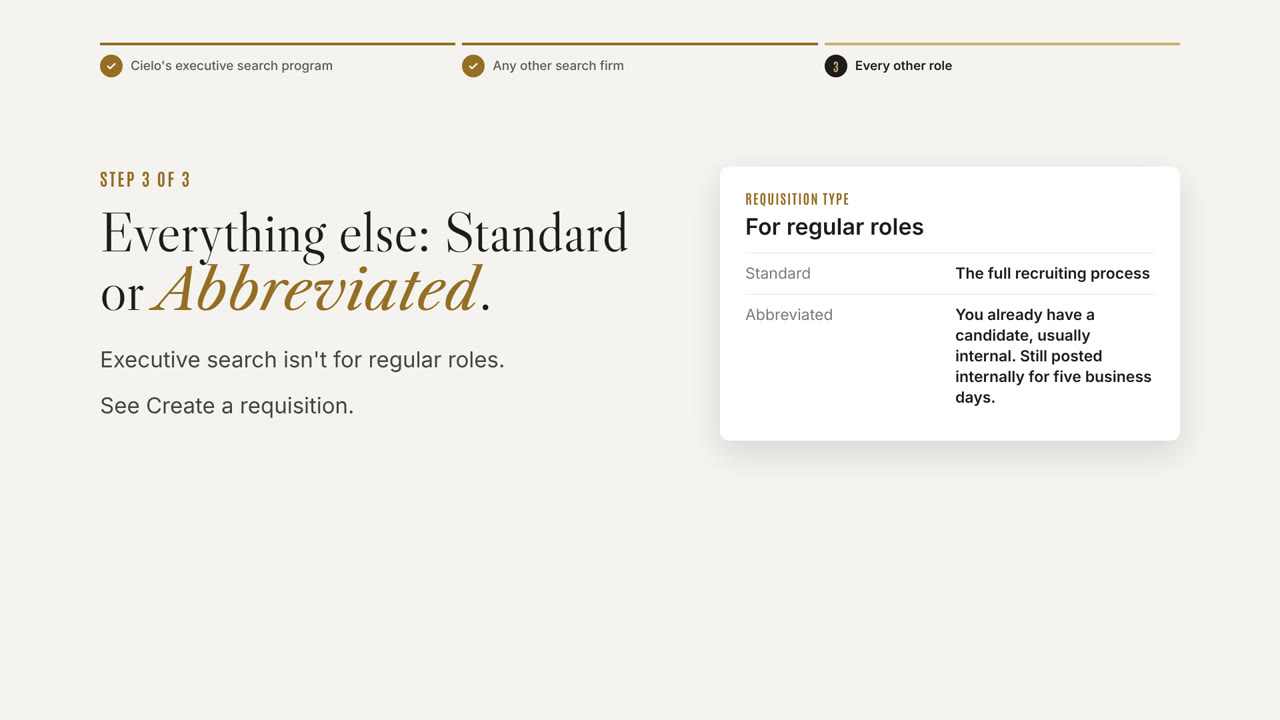 Cielo's executive search program
Any other search firm
3 Every other role
STEP 3 OF 3
Everything else: Standard
or Abbreviated.
Executive search isn't for regular roles.
See Create a requisition.
REQUISITION TYPE
For regular roles
Standard The full recruiting process
Abbreviated You already have a
candidate, usually
internal. Still posted
internally for five business
days.